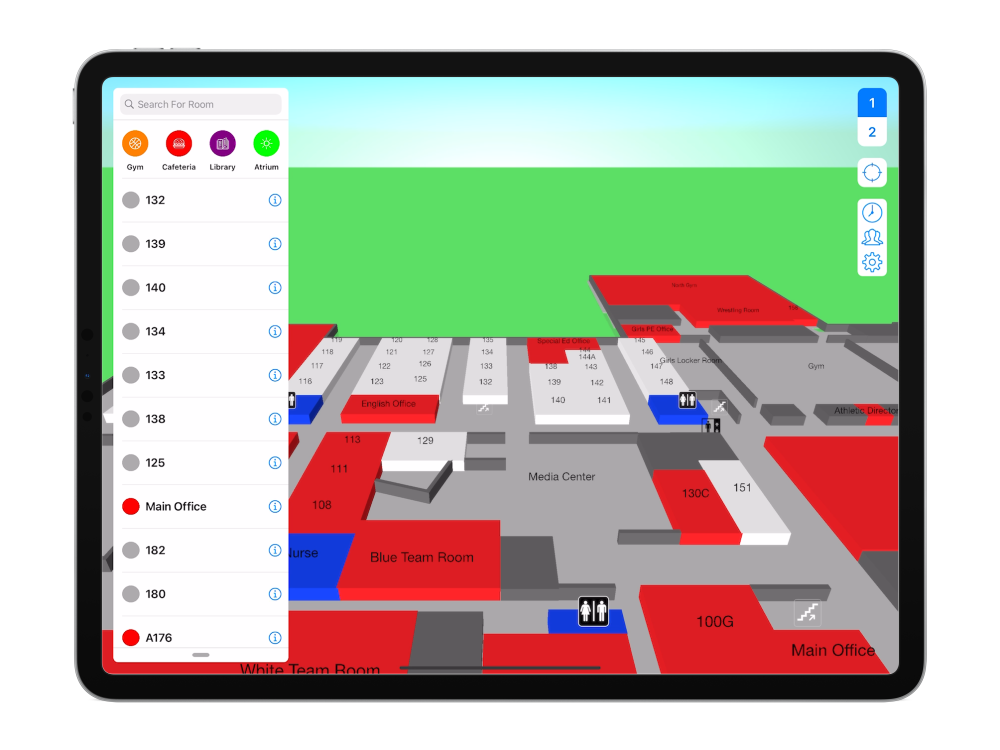 Search For Room
Gym Cafeteria Library Atrium
132
139
140
134
133
138
125
Main Office
182
180
A176
1
2
Wrestling Room
Girls PE Office
119 120 128 135 Special Ed Office 145
118 121 127 134 144A 146
117 122 126 133 138 143 147 Girls Locker Room Gym
116 123 125 132 139 142 148
140 141
English Office Athletic Director
113 129
111 Media Center
108 130C 151
Nurse Blue Team Room
100G
Main Office
White Team Room